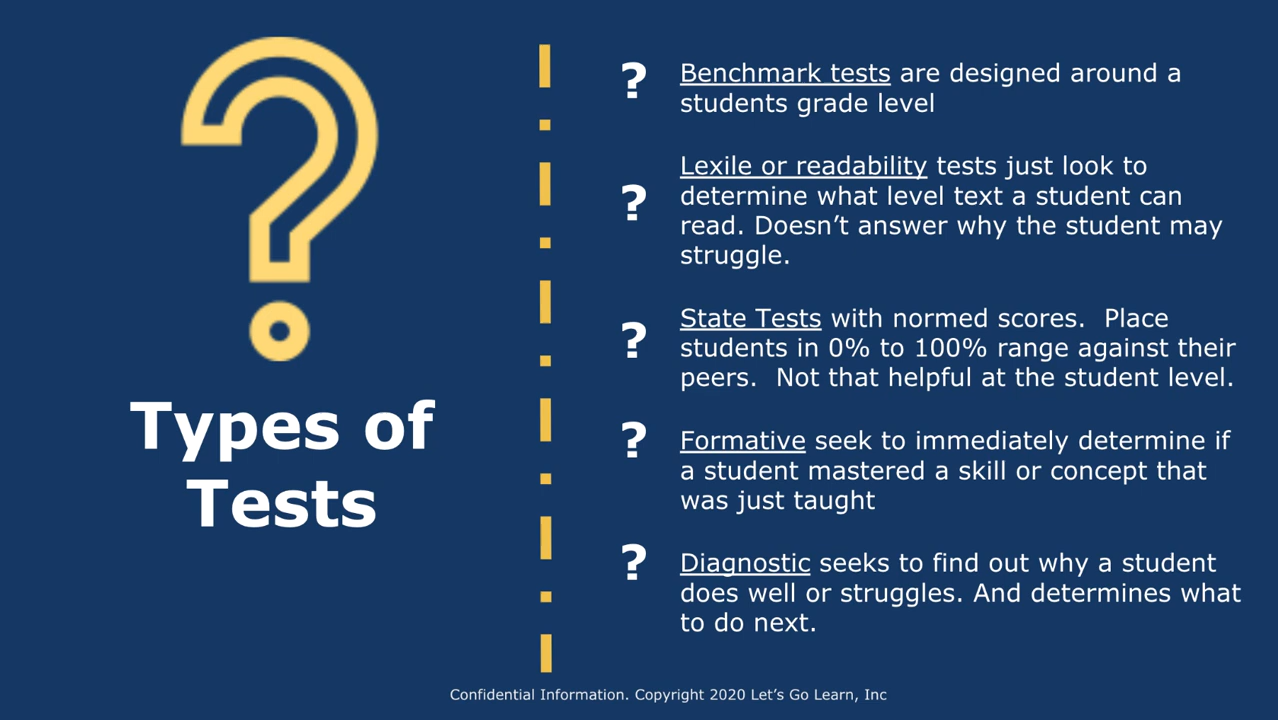 Types of
Tests
? Benchmark tests are designed around a
students grade level
? Lexile or readability tests just look to
determine what level text a student can
read. Doesn’t answer why the student may
struggle.
? State Tests with normed scores.  Place
students in 0% to 100% range against their
peers.  Not that helpful at the student level.
? Formative seek to immediately determine if
a student mastered a skill or concept that
was just taught
? Diagnostic seeks to find out why a student
does well or struggles. And determines what
to do next.
Confidential Information. Copyright 2020 Let’s Go Learn, Inc